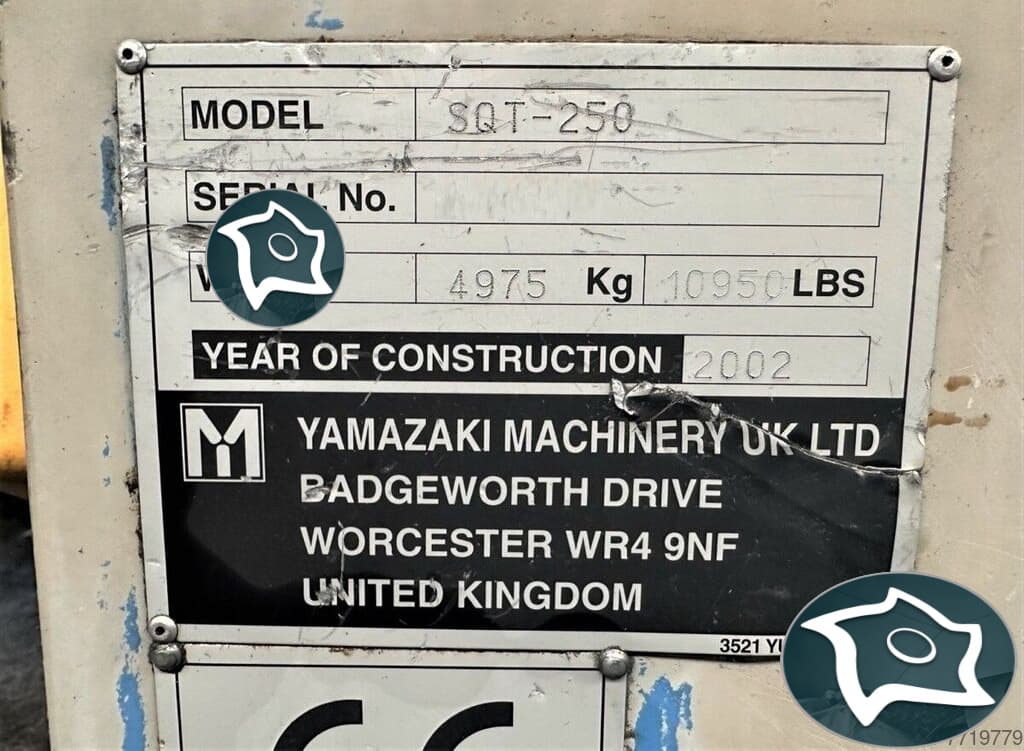 MODEL SQT-250
SERIAL No.
4975 Kg 10950 LBS
YEAR OF CONSTRUCTION 2002
YAMAZAKI MACHINERY UK LTD
BADGEWORTH DRIVE
WORCESTER WR4 9NF
UNITED KINGDOM
3521
CE
7719779